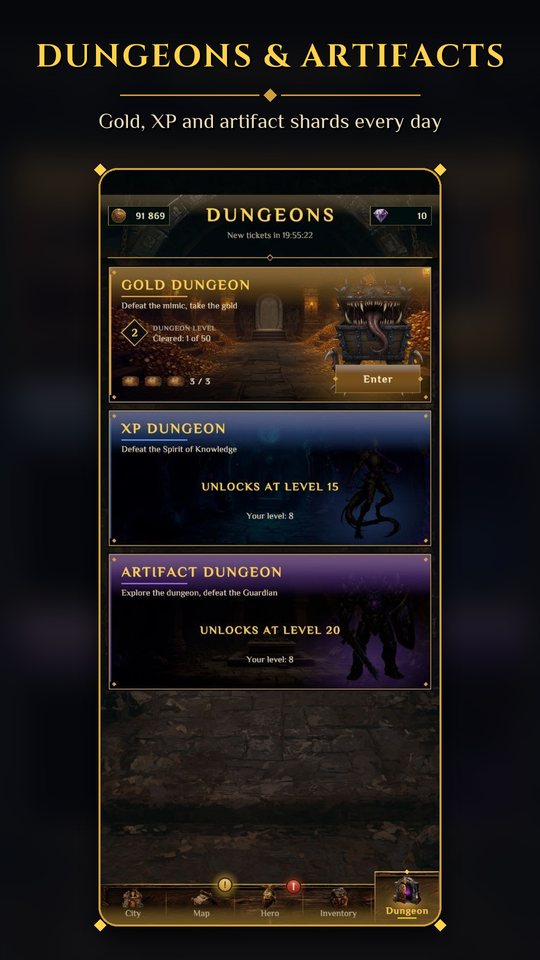 DUNGEONS & ARTIFACTS
Gold, XP and artifact shards every day
91 869
DUNGEONS
10
New tickets in 19:55:22
GOLD DUNGEON
Defeat the mimic, take the gold
2
DUNGEON LEVEL
Cleared: 1 of 50
3 / 3
Enter
XP DUNGEON
Defeat the Spirit of Knowledge
UNLOCKS AT LEVEL 15
Your level: 8
ARTIFACT DUNGEON
Explore the dungeon, defeat the Guardian
UNLOCKS AT LEVEL 20
Your level: 8
!
City
Map
Hero
Inventory
Dungeon